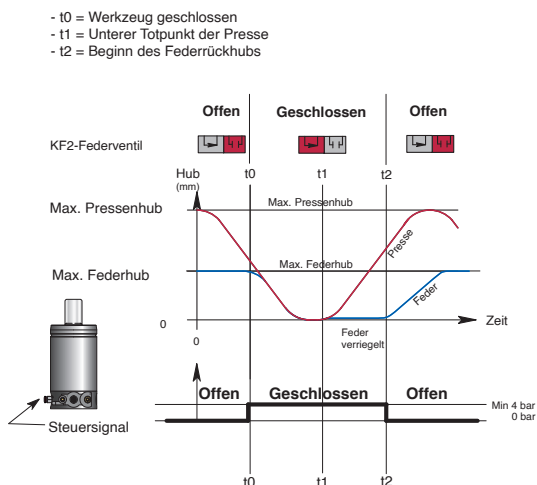 - t0 = Werkzeug geschlossen
- t1 = Unterer Totpunkt der Presse
- t2 = Beginn des Federrückhubs
Offen Geschlossen Offen
KF2-Federventil
Hub t0 t1 t2
(mm)
Max. Pressenhub Max. Pressenhub
Presse
Max. Federhub Max. Federhub
Feder
0 Zeit
0 Feder
verriegelt
Offen Geschlossen Offen
Min 4 bar
0 bar
Steuersignal
t0 t1 t2